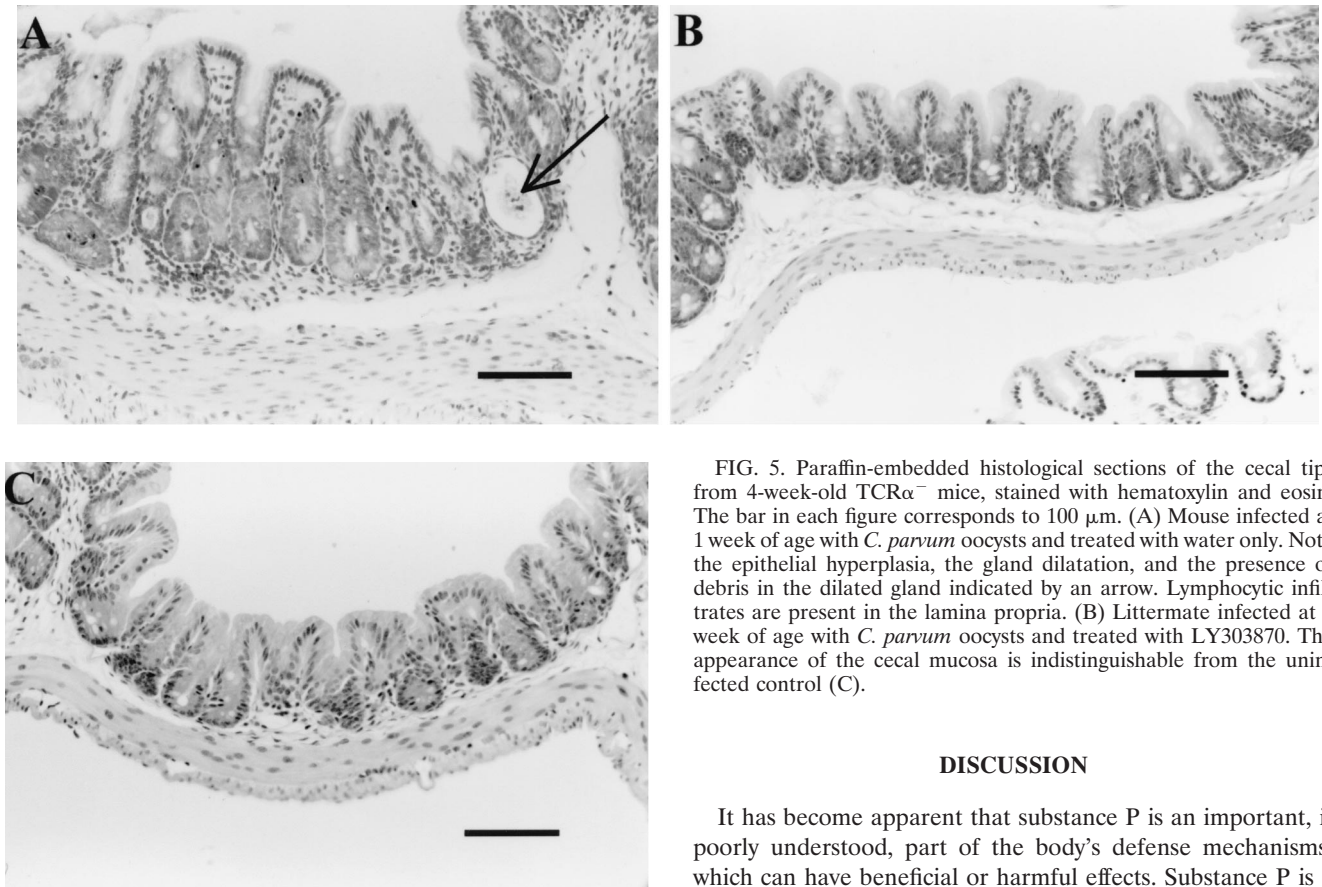 A
B
C
FIG. 5. Paraffin-embedded histological sections of the cecal tip
from 4-week-old TCRα⁻ mice, stained with hematoxylin and eosin
The bar in each figure corresponds to 100 μm. (A) Mouse infected a
1 week of age with C. parvum oocysts and treated with water only. Not
the epithelial hyperplasia, the gland dilatation, and the presence o
debris in the dilated gland indicated by an arrow. Lymphocytic infil
trates are present in the lamina propria. (B) Littermate infected at
week of age with C. parvum oocysts and treated with LY303870. Th
appearance of the cecal mucosa is indistinguishable from the unin
fected control (C).
DISCUSSION
It has become apparent that substance P is an important, i
poorly understood, part of the body's defense mechanisms
which can have beneficial or harmful effects. Substance P is